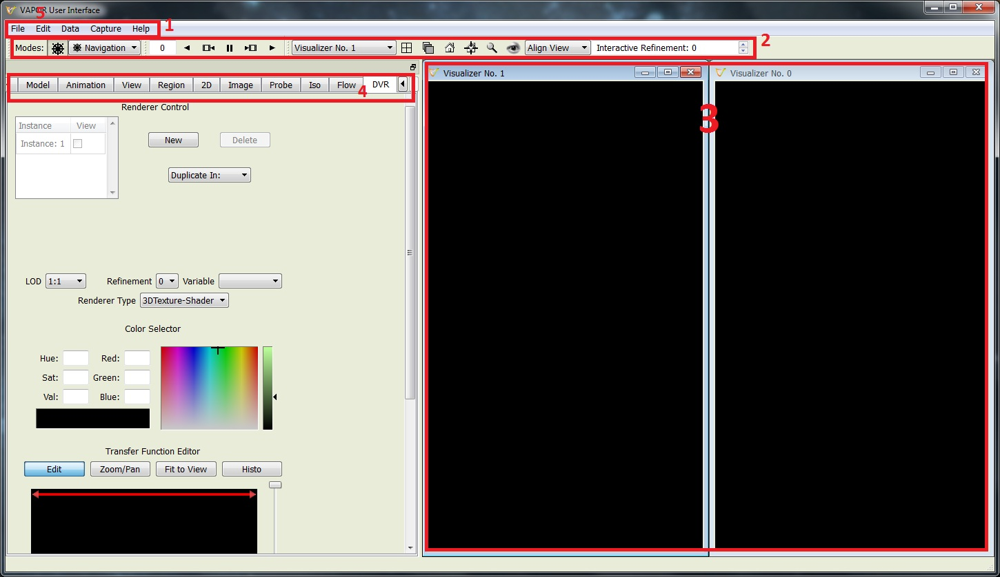 VAPOR User Interface
5
File Edit Data Capture Help 1
Modes: Navigation 0 Visualizer No. 1 Align View Interactive Refinement: 0 2
Visualizer No. 1 Visualizer No. 0
Model Animation View Region 2D Image Probe Iso Flow DVR
4
3
Renderer Control
Instance View
Instance: 1
New Delete
Duplicate In:
LOD 1:1 Refinement 0 Variable
Renderer Type 3DTexture-Shader
Color Selector
Hue: Red:
Sat: Green:
Val: Blue:
Transfer Function Editor
Edit Zoom/Pan Fit to View Histo